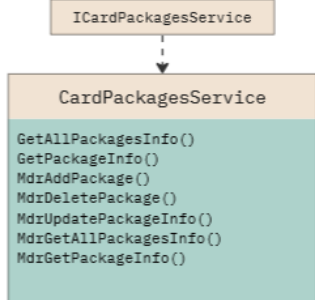 ICardPackagesService
CardPackagesService
GetAllPackagesInfo()
GetPackageInfo()
MdrAddPackage()
MdrDeletePackage()
MdrUpdatePackageInfo()
MdrGetAllPackagesInfo()
MdrGetPackageInfo()